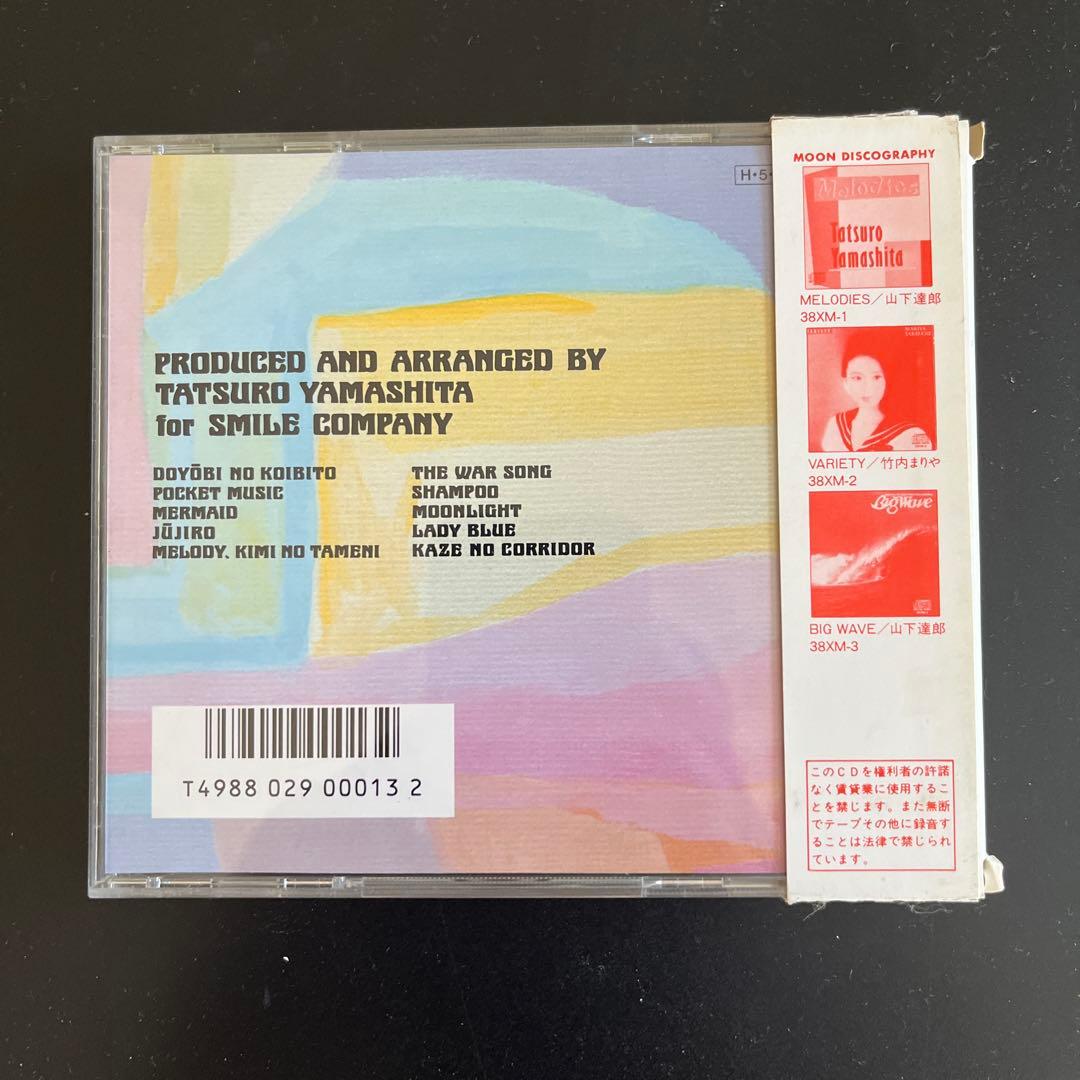 H•5•
PRODUCED AND ARRANGED BY
TATSURO YAMASHITA
for SMILE COMPANY
DOYŌBI NO KOIBITO
POCKET MUSIC
MERMAID
JŪJIRO
MELODY, KIMI NO TAMENI
THE WAR SONG
SHAMPOO
MOONLIGHT
LADY BLUE
KAZE NO CORRIDOR
T4988 029 00013 2
MOON DISCOGRAPHY
Melodies
Tatsuro
Yamashita
MELODIES／山下達郎
38XM-1
VARIETY
MARIYA
TAKEUCHI
VARIETY／竹内まりや
38XM-2
Big Wave
BIG WAVE／山下達郎
38XM-3
このCDを権利者の許諾
なく賃貸業に使用するこ
とを禁じます。また無断
でテープその他に録音す
ることは法律で禁じられ
ています。